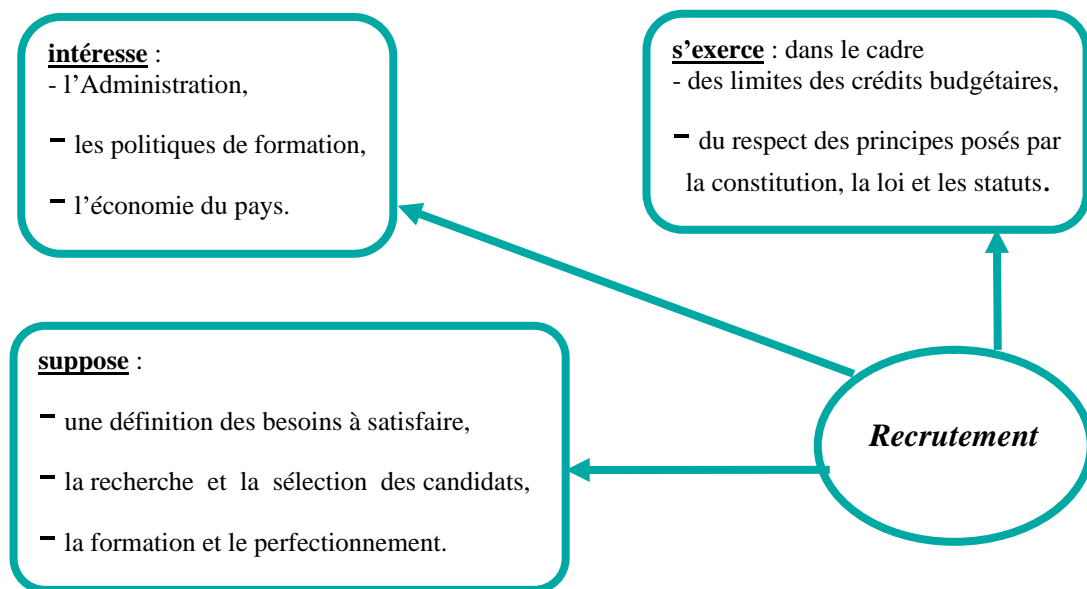 intéresse :
- l’Administration,
- les politiques de formation,
- l’économie du pays.
s’exerce : dans le cadre
- des limites des crédits budgétaires,
- du respect des principes posés par
la constitution, la loi et les statuts.
suppose :
- une définition des besoins à satisfaire,
- la recherche et la sélection des candidats,
- la formation et le perfectionnement.
Recrutement